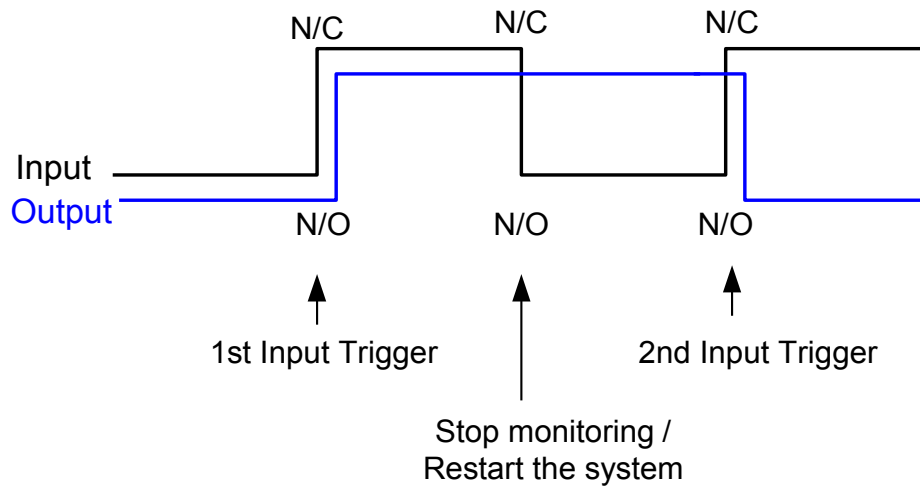 N/C N/C N/C
Input
Output
N/O N/O N/O
1st Input Trigger 2nd Input Trigger
Stop monitoring /
Restart the system